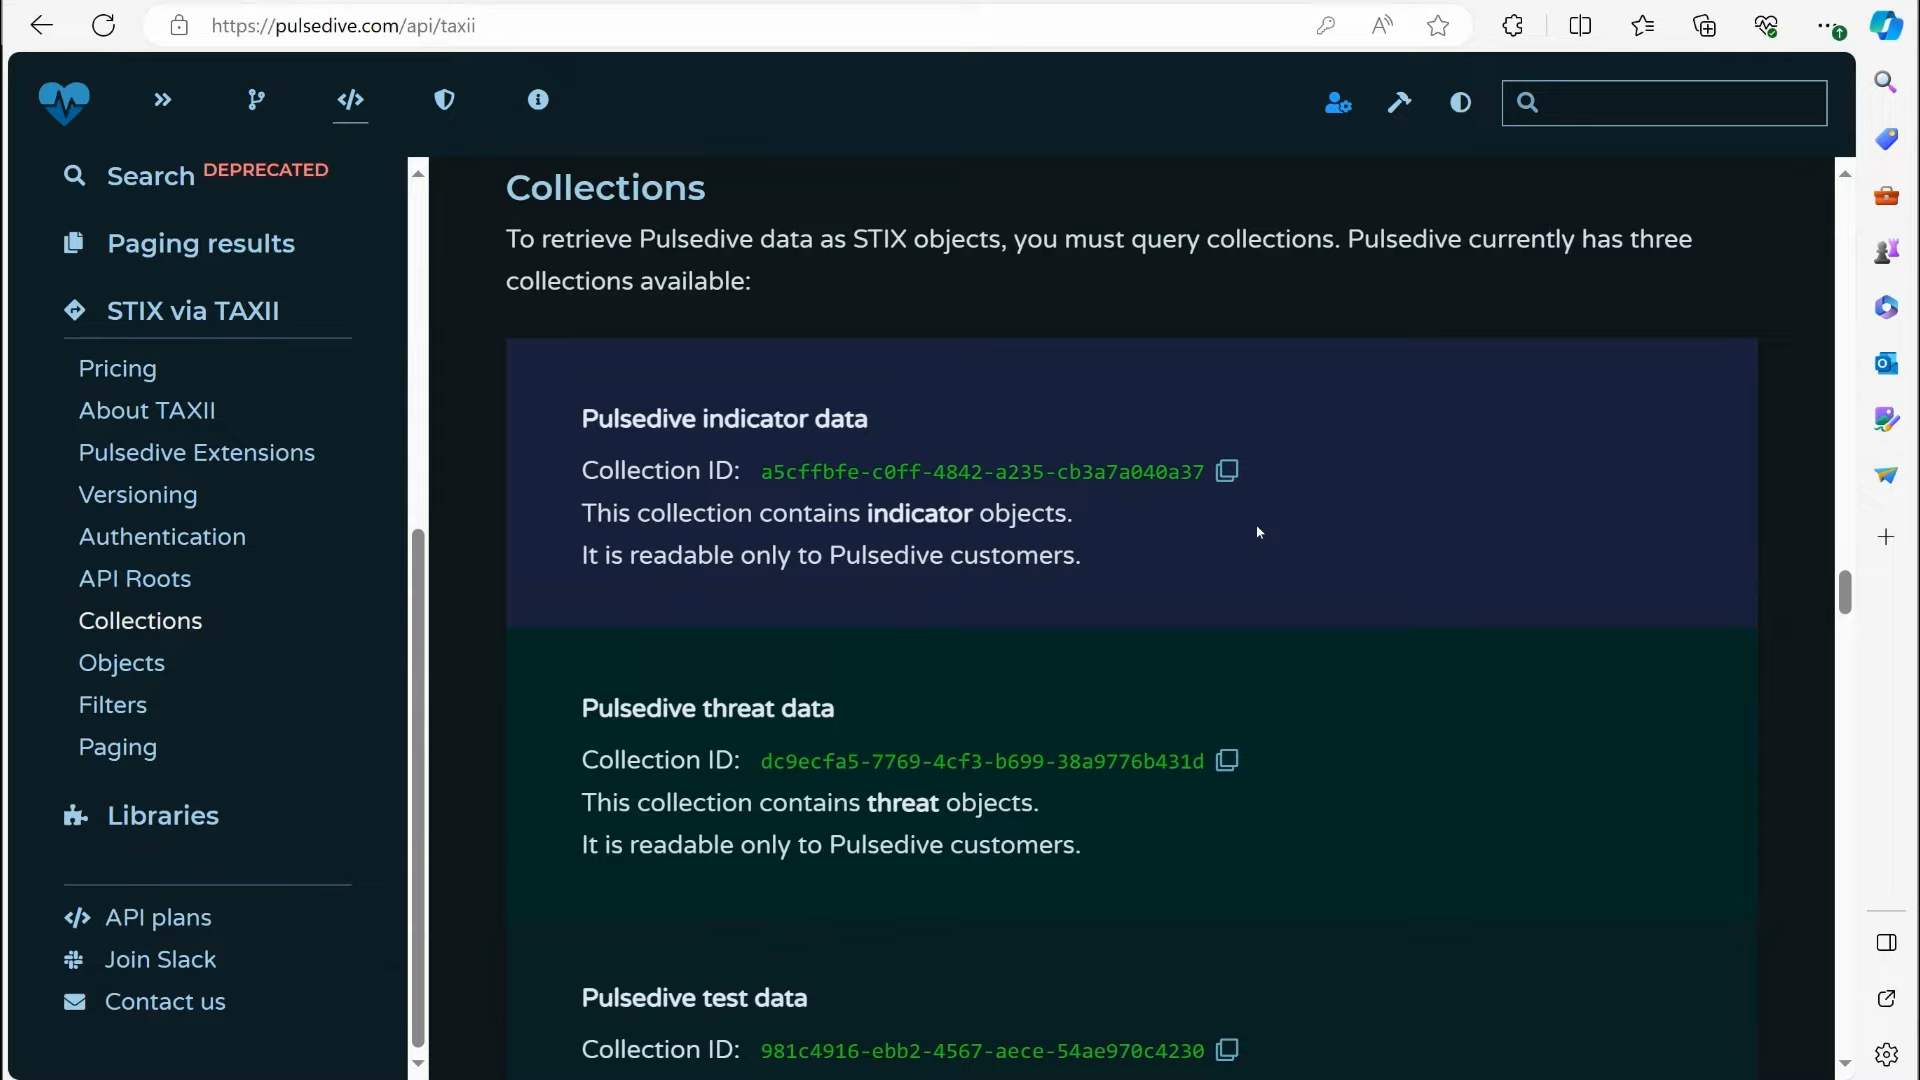 https://pulsedive.com/api/taxii
Search DEPRECATED
Paging results
STIX via TAXII
Pricing
About TAXII
Pulsedive Extensions
Versioning
Authentication
API Roots
Collections
Objects
Filters
Paging
Libraries
API plans
Join Slack
Contact us
Collections
To retrieve Pulsedive data as STIX objects, you must query collections. Pulsedive currently has three
collections available:
Pulsedive indicator data
Collection ID: a5cffbfe-c0ff-4842-a235-cb3a7a040a37
This collection contains indicator objects.
It is readable only to Pulsedive customers.
Pulsedive threat data
Collection ID: dc9ecfa5-7769-4cf3-b699-38a9776b431d
This collection contains threat objects.
It is readable only to Pulsedive customers.
Pulsedive test data
Collection ID: 981c4916-ebb2-4567-aece-54ae970c4230